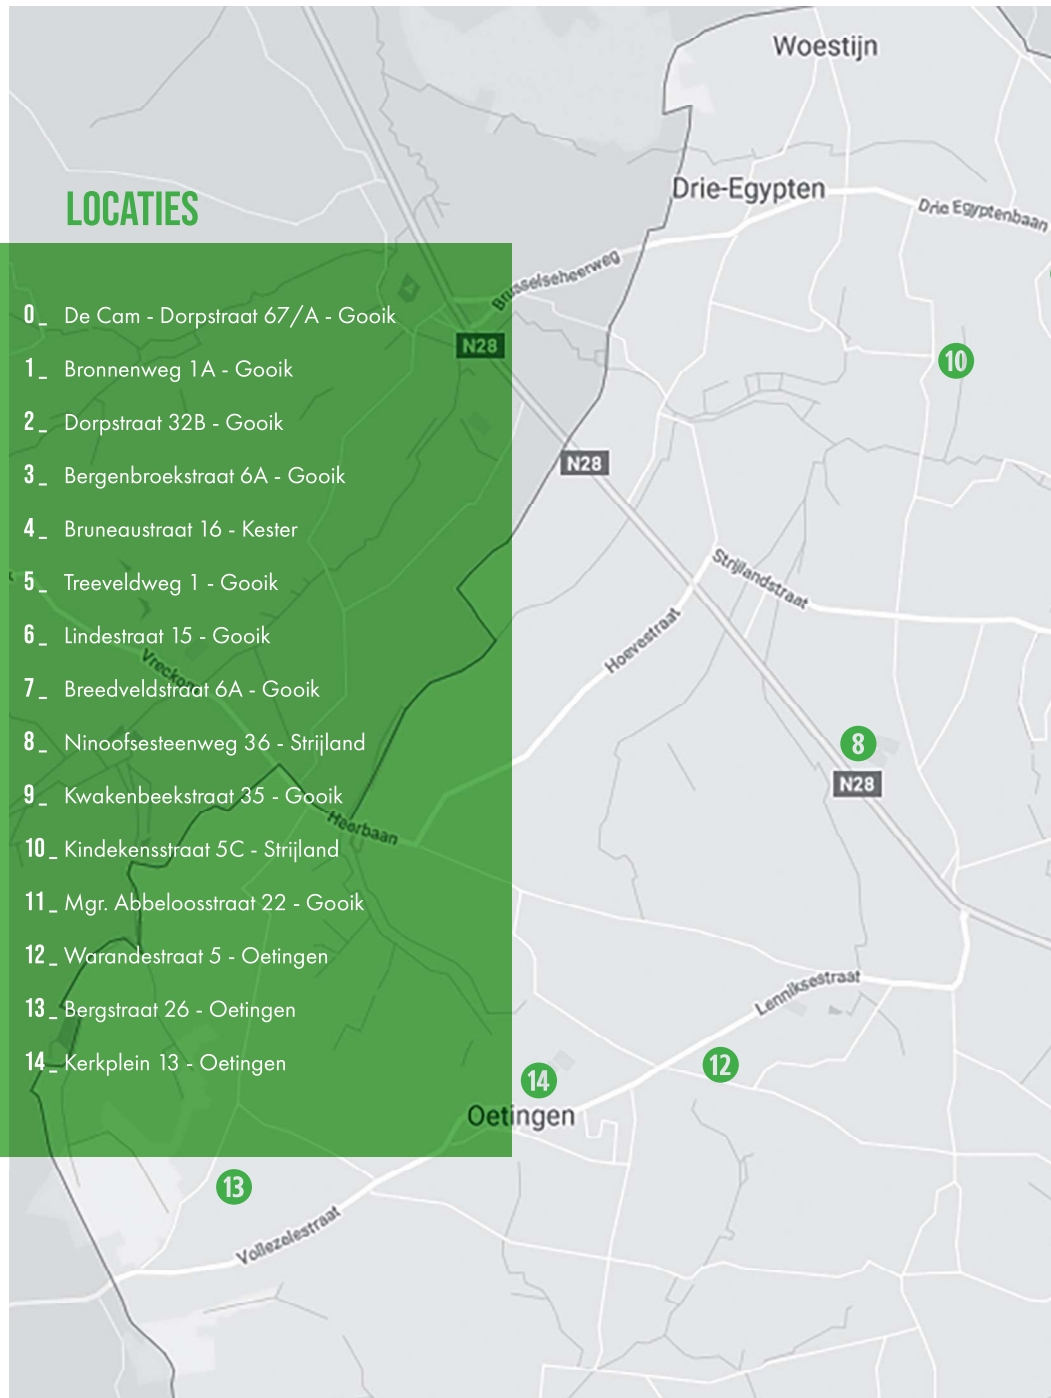 Woestijn
Drie-Egypten
Drie Egyptenbaan
LOCATIES
Brusselseheerweg
0_ De Cam - Dorpstraat 67/A - Gooik
N28
1_ Bronnenweg 1A - Gooik
10
2_ Dorpstraat 32B - Gooik
N28
3_ Bergenbroekstraat 6A - Gooik
4_ Bruneaustraat 16 - Kester
5_ Treeveldweg 1 - Gooik
Strijlandstraat
6_ Lindestraat 15 - Gooik
Hoevestraat
7_ Breedveldstraat 6A - Gooik
8_ Ninoofsesteenweg 36 - Strijland
8
N28
9_ Kwakenbeekstraat 35 - Gooik
Heerbaan
10_ Kindekensstraat 5C - Strijland
11_ Mgr. Abbeloosstraat 22 - Gooik
12_ Warandestraat 5 - Oetingen
Lenniksestraat
13_ Bergstraat 26 - Oetingen
14_ Kerkplein 13 - Oetingen
12
14
Oetingen
13
Vollezelestraat